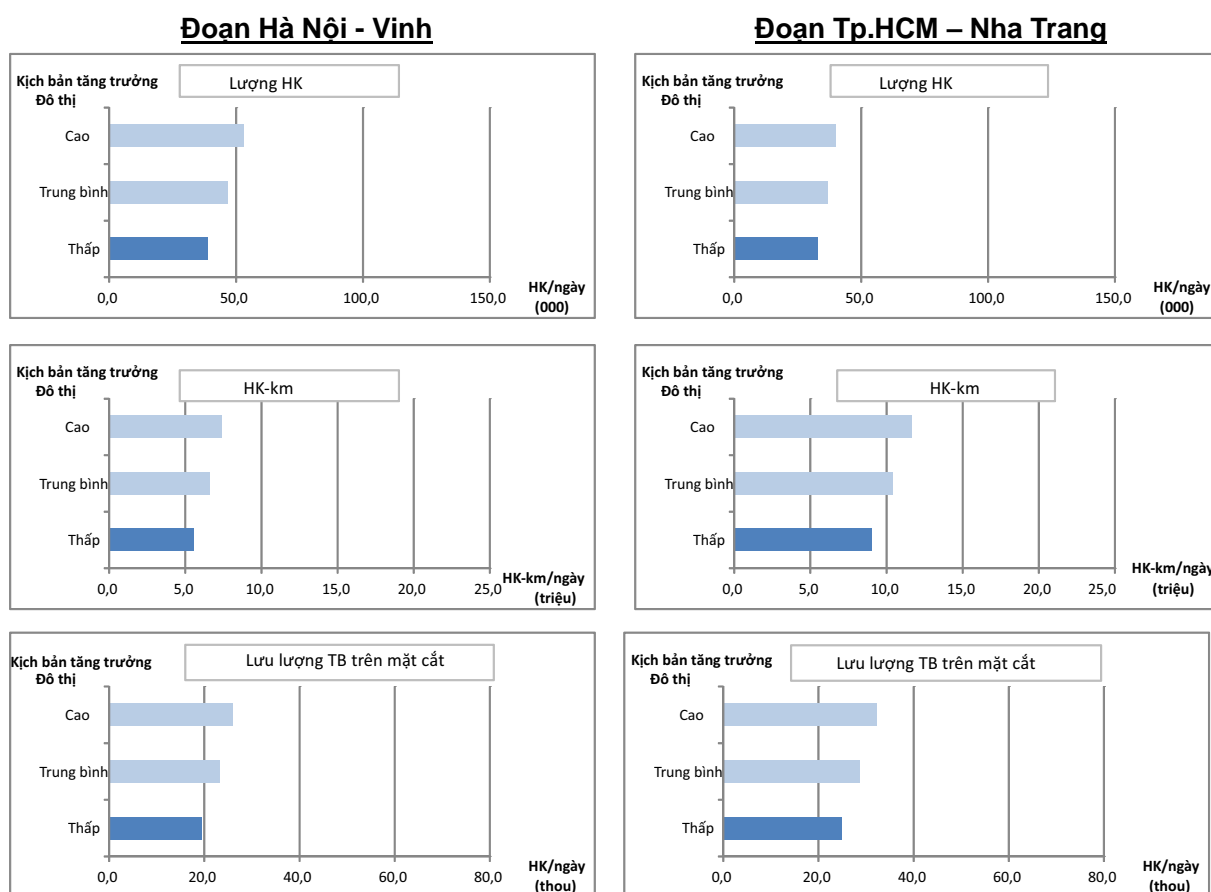 Đoạn Hà Nội - Vinh
Kịch bản tăng trưởng
Đô thị
Lượng HK
Cao
Trung bình
Thấp
0,0 50,0 100,0 150,0
HK/ngày
(000)
Kịch bản tăng trưởng
Đô thị
HK-km
Cao
Trung bình
Thấp
0,0 5,0 10,0 15,0 20,0 25,0
HK-km/ngày
(triệu)
Kịch bản tăng trưởng
Đô thị
Lưu lượng TB trên mặt cắt
Cao
Trung bình
Thấp
0,0 20,0 40,0 60,0 80,0
HK/ngày
(thou)
Đoạn Tp.HCM – Nha Trang
Kịch bản tăng trưởng
Đô thị
Lượng HK
Cao
Trung bình
Thấp
0,0 50,0 100,0 150,0
HK/ngày
(000)
Kịch bản tăng trưởng
Đô thị
HK-km
Cao
Trung bình
Thấp
0,0 5,0 10,0 15,0 20,0 25,0
HK-km/ngày
(triệu)
Kịch bản tăng trưởng
Đô thị
Lưu lượng TB trên mặt cắt
Cao
Trung bình
Thấp
0,0 20,0 40,0 60,0 80,0
HK/ngày
(thou)